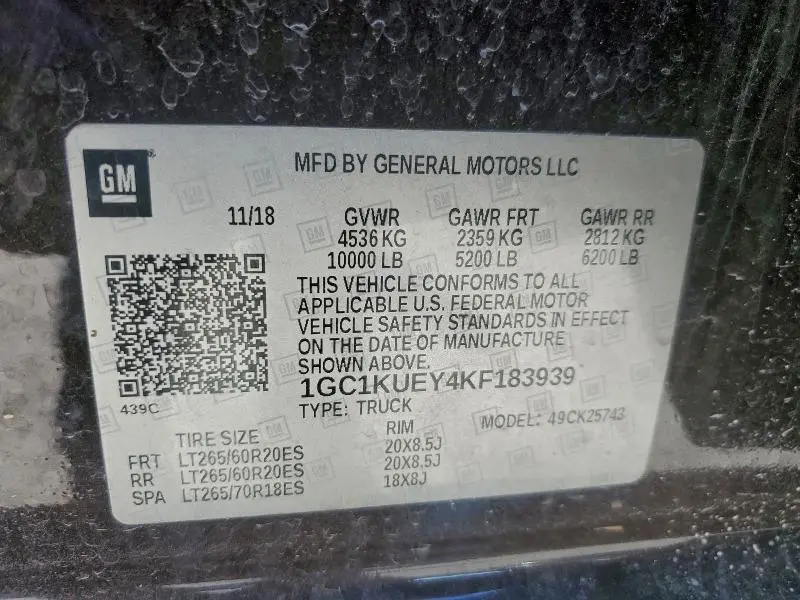 GM
MFD BY GENERAL MOTORS LLC
11/18 GVWR GAWR FRT GAWR RR
4536 KG 2359 KG 2812 KG
10000 LB 5200 LB 6200 LB
THIS VEHICLE CONFORMS TO ALL
APPLICABLE U.S. FEDERAL MOTOR
VEHICLE SAFETY STANDARDS IN EFFECT
ON THE DATE OF MANUFACTURE
SHOWN ABOVE.
1GC1KUEY4KF183939
439C
TYPE: TRUCK MODEL: 49CK25743
TIRE SIZE RIM
FRT LT265/60R20ES 20X8.5J
RR LT265/60R20ES 20X8.5J
SPA LT265/70R18ES 18X8J